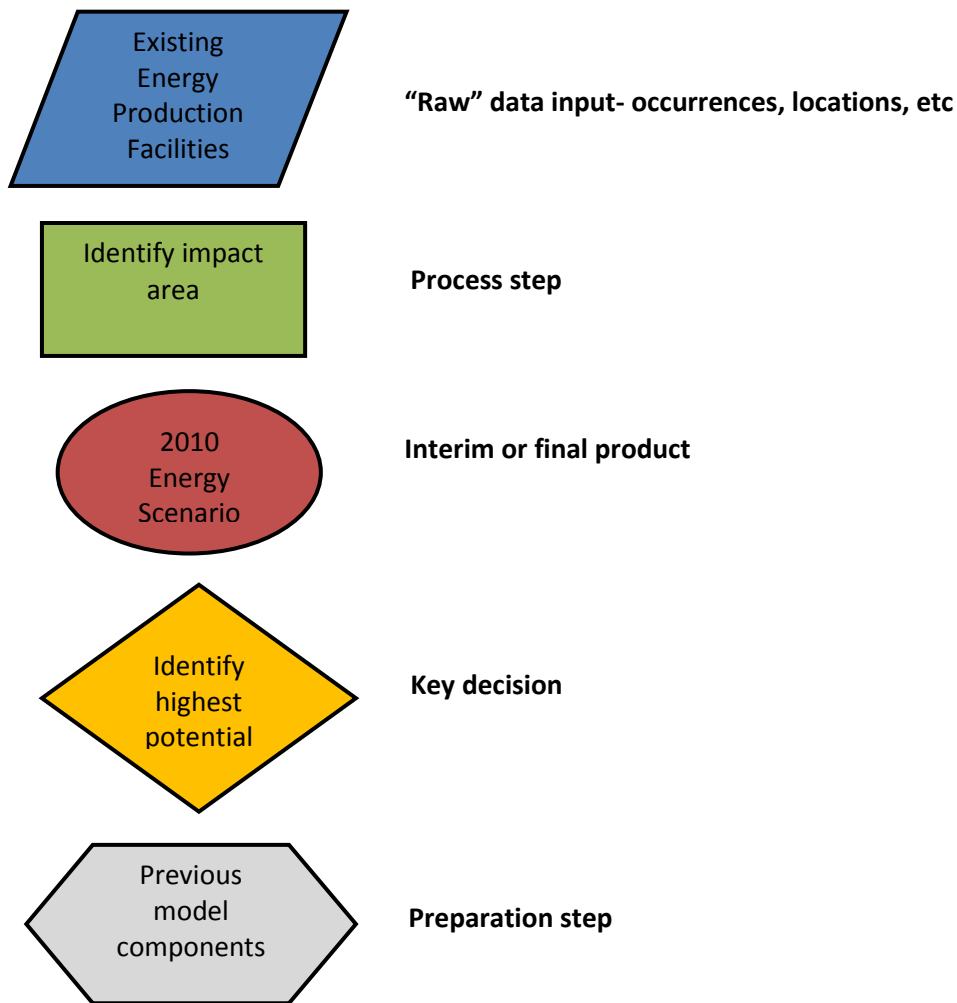 Existing
Energy
Production
Facilities
“Raw” data input- occurrences, locations, etc
Identify impact
area
Process step
2010
Energy
Scenario
Interim or final product
Identify
highest
potential
Key decision
Previous
model
components
Preparation step